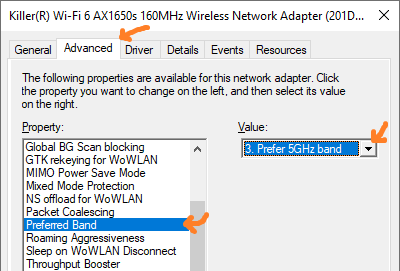 Killer(R) Wi-Fi 6 AX1650s 160MHz Wireless Network Adapter (201D...
General Advanced Driver Details Events Resources
The following properties are available for this network adapter. Click
the property you want to change on the left, and then select its value
on the right.
Property: Value:
Global BG Scan blocking 3. Prefer 5GHz band
GTK rekeying for WoWLAN
MIMO Power Save Mode
Mixed Mode Protection
NS offload for WoWLAN
Packet Coalescing
Preferred Band
Roaming Aggressiveness
Sleep on WoWLAN Disconnect
Throughput Booster